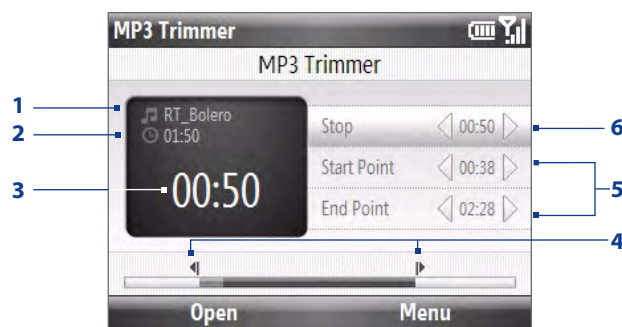 MP3 Trimmer
MP3 Trimmer
1
RT_Bolero
2
01:50
3
00:50
Stop 00:50
6
Start Point 00:38
End Point 02:28
5
4
Open Menu